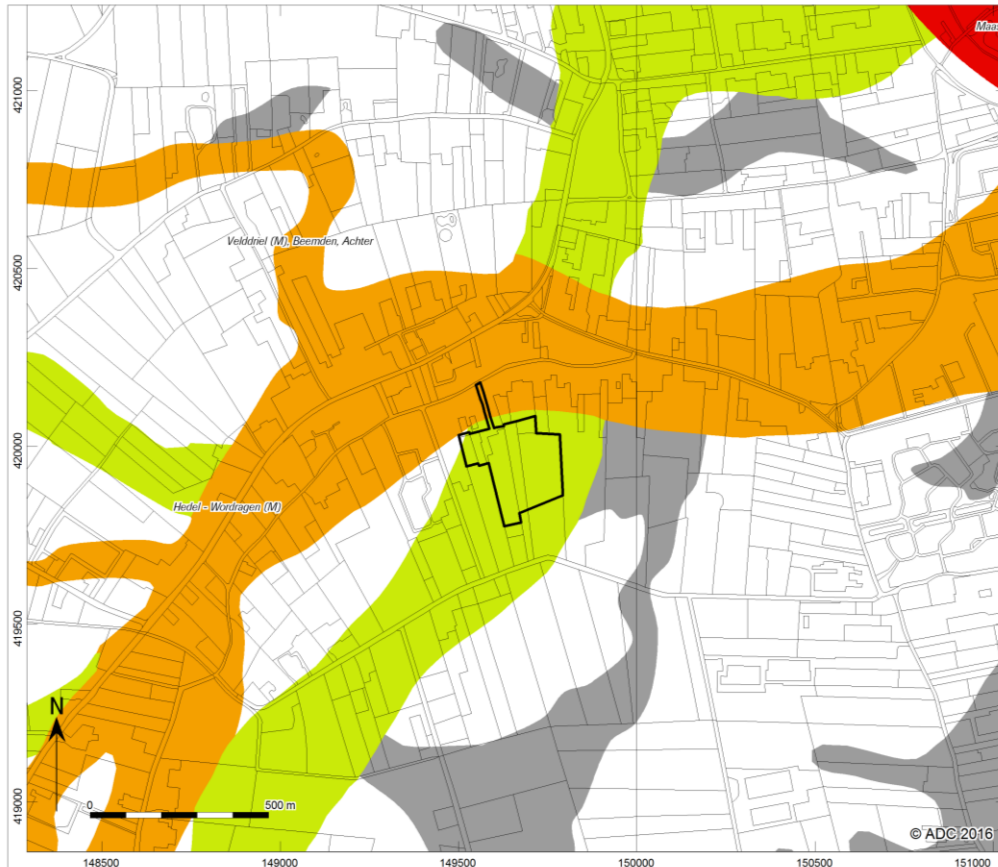 Maas
421000
Velddriel (M), Beemden, Achter
420500
420000
Hedel - Wordragen (M)
419500
N
0 500 m
419000
© ADC 2016
148500 149000 149500 150000 150500 151000